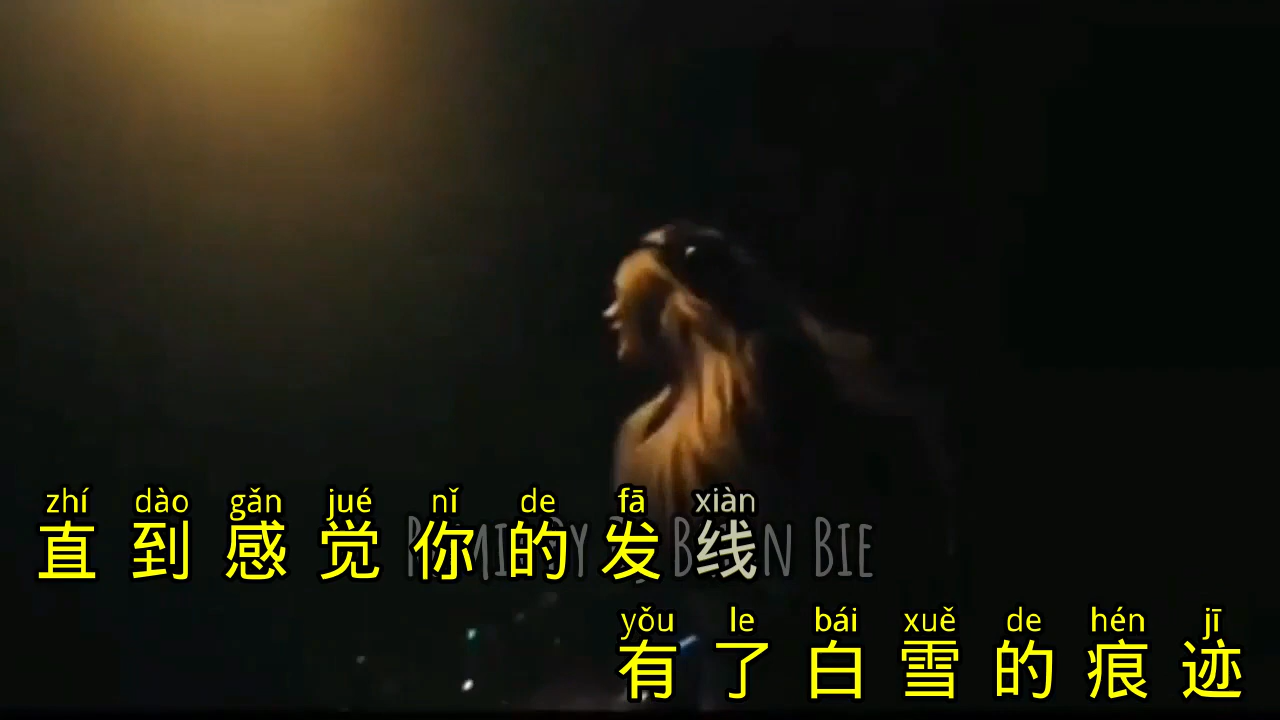 zhí dào gǎn jué nǐ de fā xiàn
直到感觉你的发线
yǒu le bái xuě de hén jī
有了白雪的痕迹